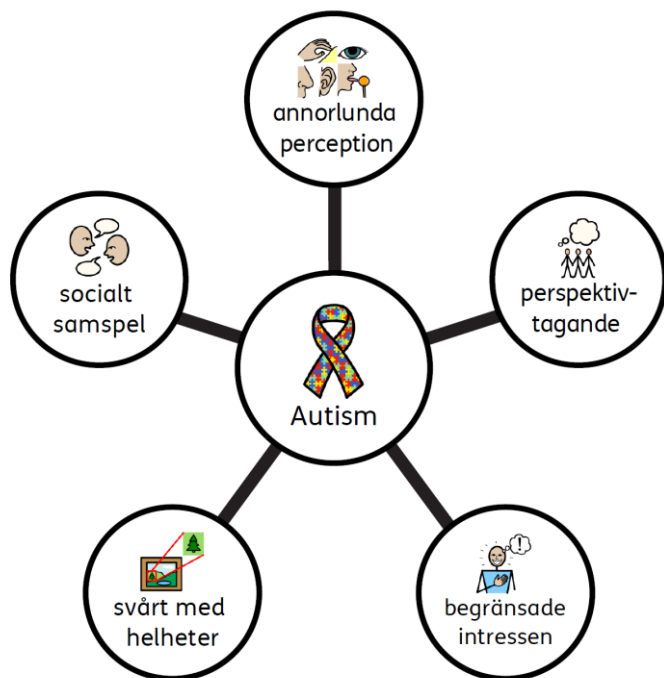 annorlunda
perception
socialt
samspel
perspektiv-
tagande
Autism
svårt med
helheter
begränsade
intressen
!